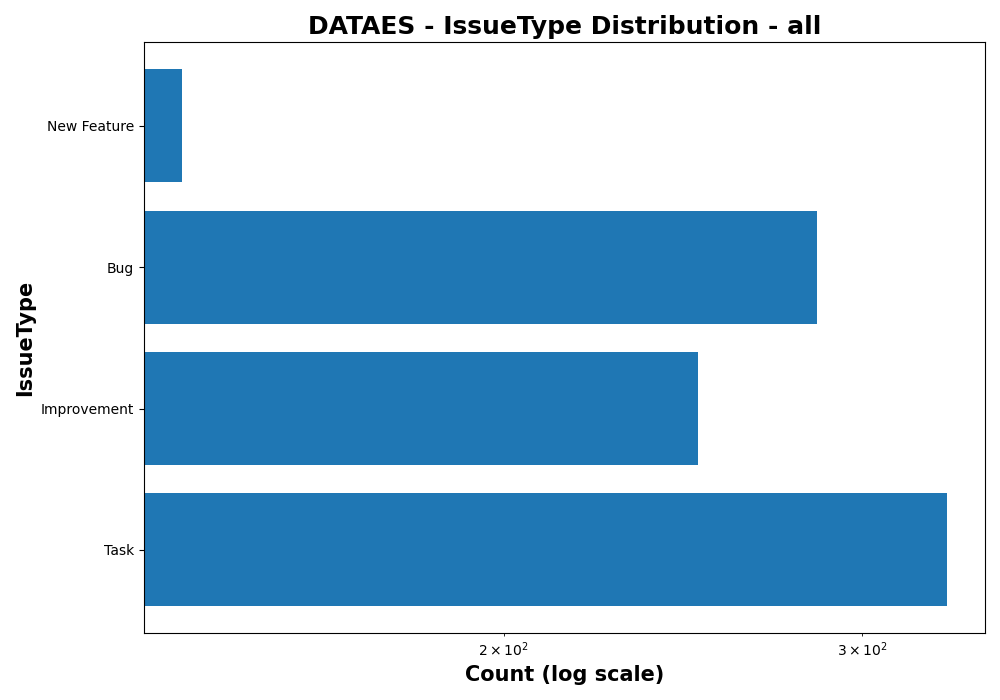 DATAES - IssueType Distribution - all
New Feature
Bug
Improvement
Task
IssueType
2 × 10²
3 × 10²
Count (log scale)